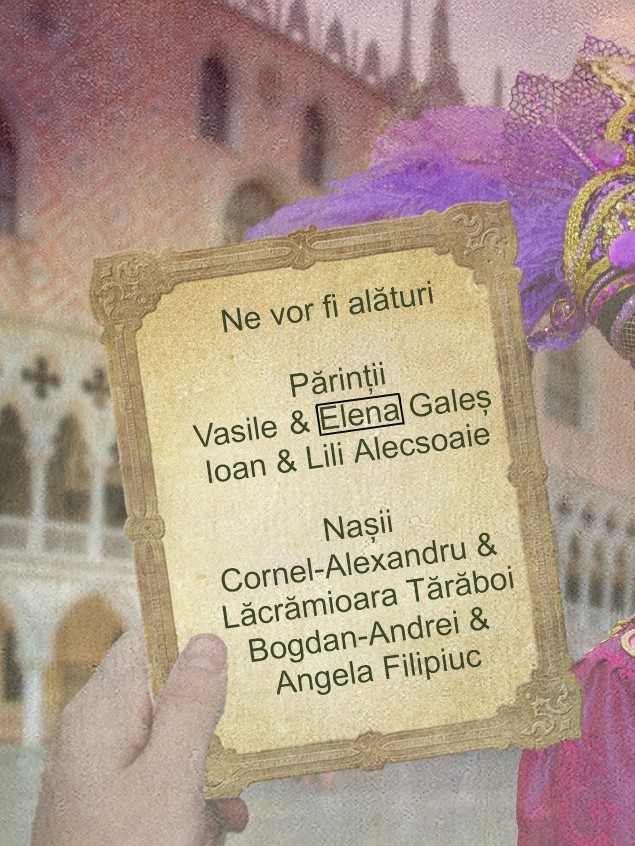 Ne vor fi alături
Părinții
Vasile & Elena Galeș
Ioan & Lili Alecsoaie
Nașii
Cornel-Alexandru &
Lăcrămioara Tărăboi
Bogdan-Andrei &
Angela Filipiuc